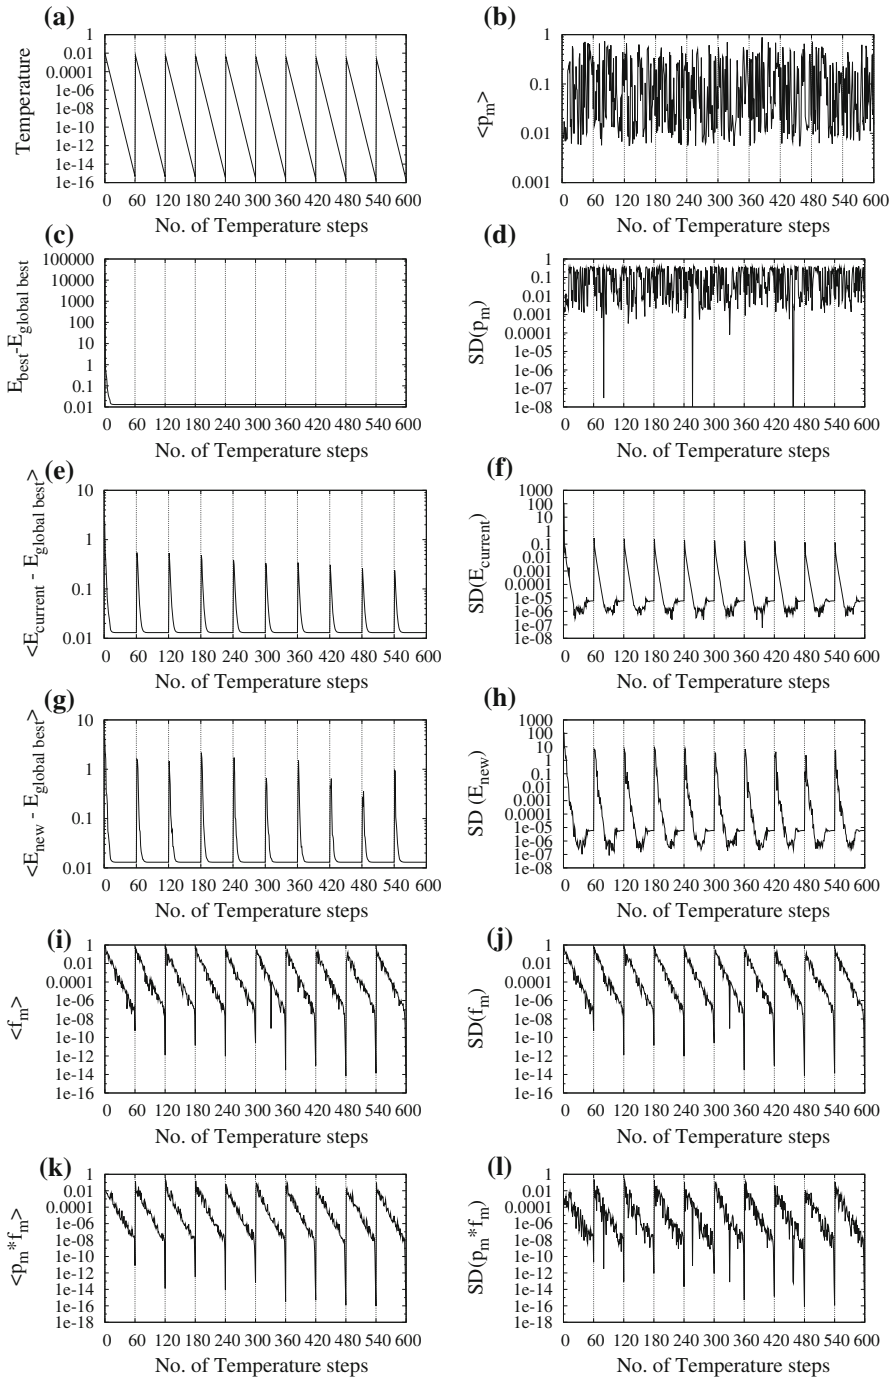 (a)
Temperature
1
0.01
0.0001
1e-06
1e-08
1e-10
1e-12
1e-14
1e-16
0 60 120 180 240 300 360 420 480 540 600
No. of Temperature steps
(b)
<p_m>
1
0.1
0.01
0.001
0 60 120 180 240 300 360 420 480 540 600
No. of Temperature steps
(c)
E_best-E_global best
100000
10000
1000
100
10
1
0.1
0.01
0 60 120 180 240 300 360 420 480 540 600
No. of Temperature steps
(d)
SD(p_m)
1
0.1
0.01
0.001
0.0001
1e-05
1e-06
1e-07
1e-08
0 60 120 180 240 300 360 420 480 540 600
No. of Temperature steps
(e)
<E_current - E_global best>
10
1
0.1
0.01
0 60 120 180 240 300 360 420 480 540 600
No. of Temperature steps
(f)
SD(E_current)
1000
100
10
1
0.1
0.01
0.001
0.0001
1e-05
1e-06
1e-07
1e-08
0 60 120 180 240 300 360 420 480 540 600
No. of Temperature steps
(g)
<E_new - E_global best>
10
1
0.1
0.01
0 60 120 180 240 300 360 420 480 540 600
No. of Temperature steps
(h)
SD (E_new)
1000
100
10
1
0.1
0.01
0.001
0.0001
1e-05
1e-06
1e-07
1e-08
0 60 120 180 240 300 360 420 480 540 600
No. of Temperature steps
(i)
<f_m>
1
0.01
0.0001
1e-06
1e-08
1e-10
1e-12
1e-14
1e-16
0 60 120 180 240 300 360 420 480 540 600
No. of Temperature steps
(j)
SD(f_m)
1
0.01
0.0001
1e-06
1e-08
1e-10
1e-12
1e-14
1e-16
0 60 120 180 240 300 360 420 480 540 600
No. of Temperature steps
(k)
<p_m*f_m>
1
0.01
0.0001
1e-06
1e-08
1e-10
1e-12
1e-14
1e-16
1e-18
0 60 120 180 240 300 360 420 480 540 600
No. of Temperature steps
(l)
SD(p_m*f_m)
1
0.01
0.0001
1e-06
1e-08
1e-10
1e-12
1e-14
1e-16
1e-18
0 60 120 180 240 300 360 420 480 540 600
No. of Temperature steps